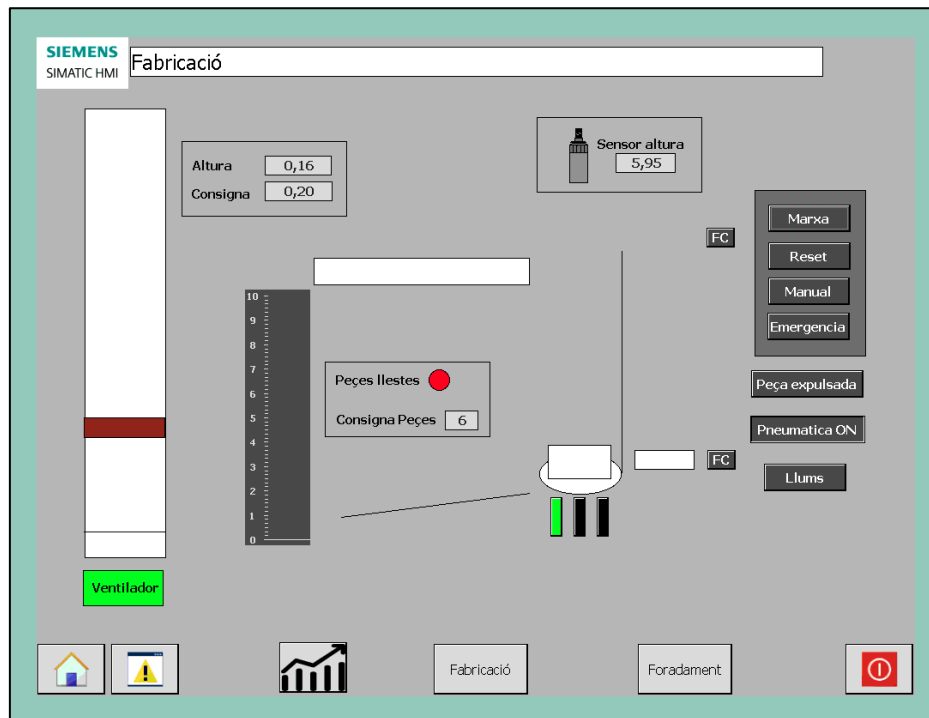 SIEMENS
SIMATIC HMI
Fabricació
Altura 0,16
Consigna 0,20
Sensor altura
5,95
FC
Marxa
Reset
Manual
Emergencia
10
9
8
7
6
5
4
3
2
1
0
Peçes llestes
Consigna Peçes 6
Peça expulsada
Pneumatica ON
FC
Llums
Ventilador
Fabricació
Foradament